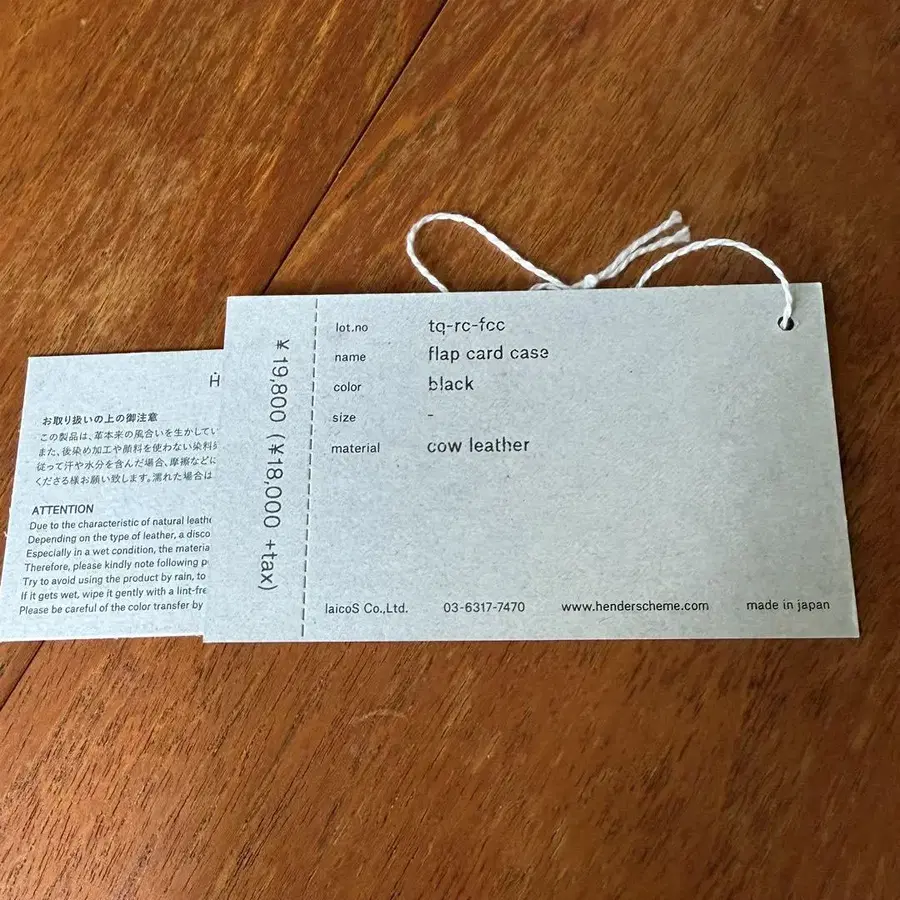 lot.no tq-rc-fcc
name flap card case
color black
size -
material cow leather
laicoS Co.,Ltd. 03-6317-7470 www.henderscheme.com made in japan
¥19,800 (¥18,000 +tax)
H
お取り扱いの上の御注意
この製品は、革本来の風合いを生かしてい
また、後染め加工や顔料を使わない染料
従って汗や水分を含んだ場合、摩擦などに
くださる様お願い致します。濡れた場合は
ATTENTION
Due to the characteristic of natural leathe
Depending on the type of leather, a disco
Especially in a wet condition, the materia
Therefore, please kindly note following p
Try to avoid using the product by rain, to
If it gets wet, wipe it gently with a lint-fre
Please be careful of the color transfer by